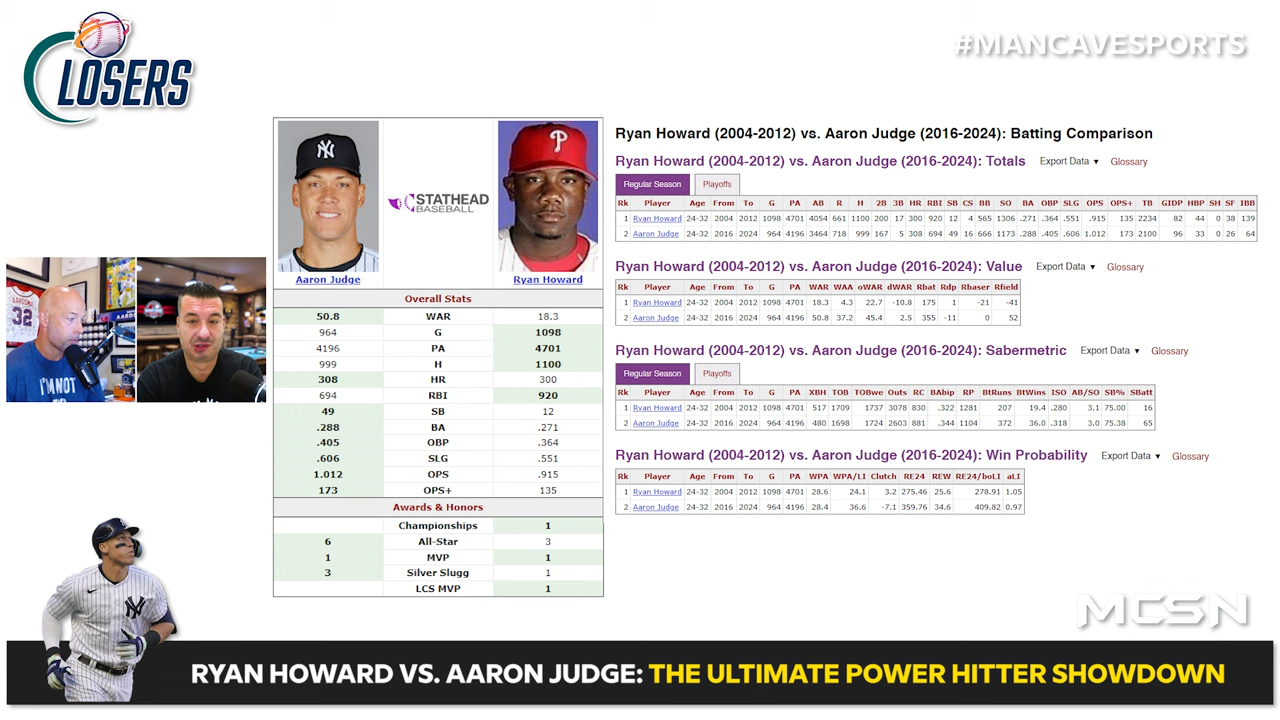 CLOSERS
#MANCAVESPORTS
STATHEAD
BASEBALL
Aaron Judge Ryan Howard
Overall Stats
50.8 WAR 18.3
964 G 1098
4196 PA 4701
999 H 1100
308 HR 300
694 RBI 920
49 SB 12
.288 BA .271
.405 OBP .364
.606 SLG .551
1.012 OPS .915
173 OPS+ 135
Awards & Honors
Championships 1
6 All-Star 3
1 MVP 1
3 Silver Slugg 1
LCS MVP 1
Ryan Howard (2004-2012) vs. Aaron Judge (2016-2024): Batting Comparison
Ryan Howard (2004-2012) vs. Aaron Judge (2016-2024): Totals Export Data ▼ Glossary
Regular Season Playoffs
Rk Player Age From To G PA AB R H 2B 3B HR RBI SB CS BB SO BA OBP SLG OPS OPS+ TB GIDP HBP SH SF IBB
1 Ryan Howard 24-32 2004 2012 1098 4701 4054 661 1100 200 17 300 920 12 4 565 1306 .271 .364 .551 .915 135 2234 82 44 0 38 139
2 Aaron Judge 24-32 2016 2024 964 4196 3464 718 999 167 5 308 694 49 16 666 1173 .288 .405 .606 1.012 173 2100 96 33 0 26 64
Ryan Howard (2004-2012) vs. Aaron Judge (2016-2024): Value Export Data ▼ Glossary
Rk Player Age From To G PA WAR WAA oWAR dWAR Rbat Rdp Rbaser Rfield
1 Ryan Howard 24-32 2004 2012 1098 4701 18.3 4.3 22.7 -10.8 175 1 -21 -41
2 Aaron Judge 24-32 2016 2024 964 4196 50.8 37.2 45.4 2.5 355 -11 0 52
Ryan Howard (2004-2012) vs. Aaron Judge (2016-2024): Sabermetric Export Data ▼ Glossary
Regular Season Playoffs
Rk Player Age From To G PA XBH TOB TOBwe Outs RC BAbip RP BtRuns BtWins ISO AB/SO SB% SBatt
1 Ryan Howard 24-32 2004 2012 1098 4701 517 1709 1737 3078 830 .322 1281 207 19.4 .280 3.1 75.00 16
2 Aaron Judge 24-32 2016 2024 964 4196 480 1698 1724 2603 881 .344 1104 372 36.0 .318 3.0 75.38 65
Ryan Howard (2004-2012) vs. Aaron Judge (2016-2024): Win Probability Export Data ▼ Glossary
Rk Player Age From To G PA WPA WPA/LI Clutch RE24 REW RE24/boLI aLI
1 Ryan Howard 24-32 2004 2012 1098 4701 28.6 24.1 3.2 275.46 25.6 278.91 1.05
2 Aaron Judge 24-32 2016 2024 964 4196 28.4 36.6 -7.1 359.76 34.6 409.82 0.97
32
I'M NOT
MCSN
RYAN HOWARD VS. AARON JUDGE: THE ULTIMATE POWER HITTER SHOWDOWN